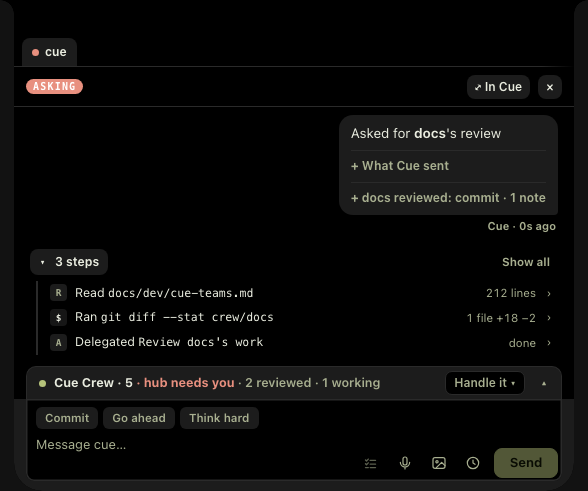 cue
ASKING
In Cue ×
Asked for docs's review
+ What Cue sent
+ docs reviewed: commit · 1 note
Cue · 0s ago
▾ 3 steps Show all
R Read docs/dev/cue-teams.md 212 lines ›
$ Ran git diff --stat crew/docs 1 file +18 −2 ›
A Delegated Review docs's work done ›
Cue Crew · 5 · hub needs you · 2 reviewed · 1 working Handle it ▾ ▴
Commit Go ahead Think hard
Message cue…
Send